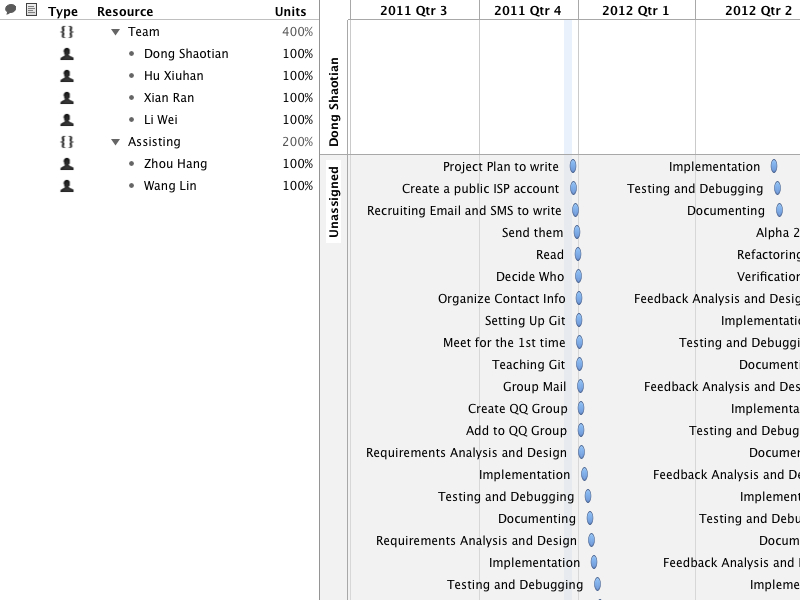 Type Resource Units
Team 400%
Dong Shaotian 100%
Hu Xiuhan 100%
Xian Ran 100%
Li Wei 100%
Assisting 200%
Zhou Hang 100%
Wang Lin 100%
2011 Qtr 3 2011 Qtr 4 2012 Qtr 1 2012 Qtr 2
Dong Shaotian
Unassigned
Project Plan to write Implementation
Create a public ISP account Testing and Debugging
Recruiting Email and SMS to write Documenting
Send them Alpha 2
Read Refactoring
Decide Who Verification
Organize Contact Info Feedback Analysis and Desig
Setting Up Git Implementatio
Meet for the 1st time Testing and Debuggi
Teaching Git Documenti
Group Mail Feedback Analysis and Des
Create QQ Group Implementa
Add to QQ Group Testing and Debug
Requirements Analysis and Design Documen
Implementation Feedback Analysis and De
Testing and Debugging Implement
Documenting Testing and Debu
Requirements Analysis and Design Docum
Implementation Feedback Analysis and
Testing and Debugging Impleme